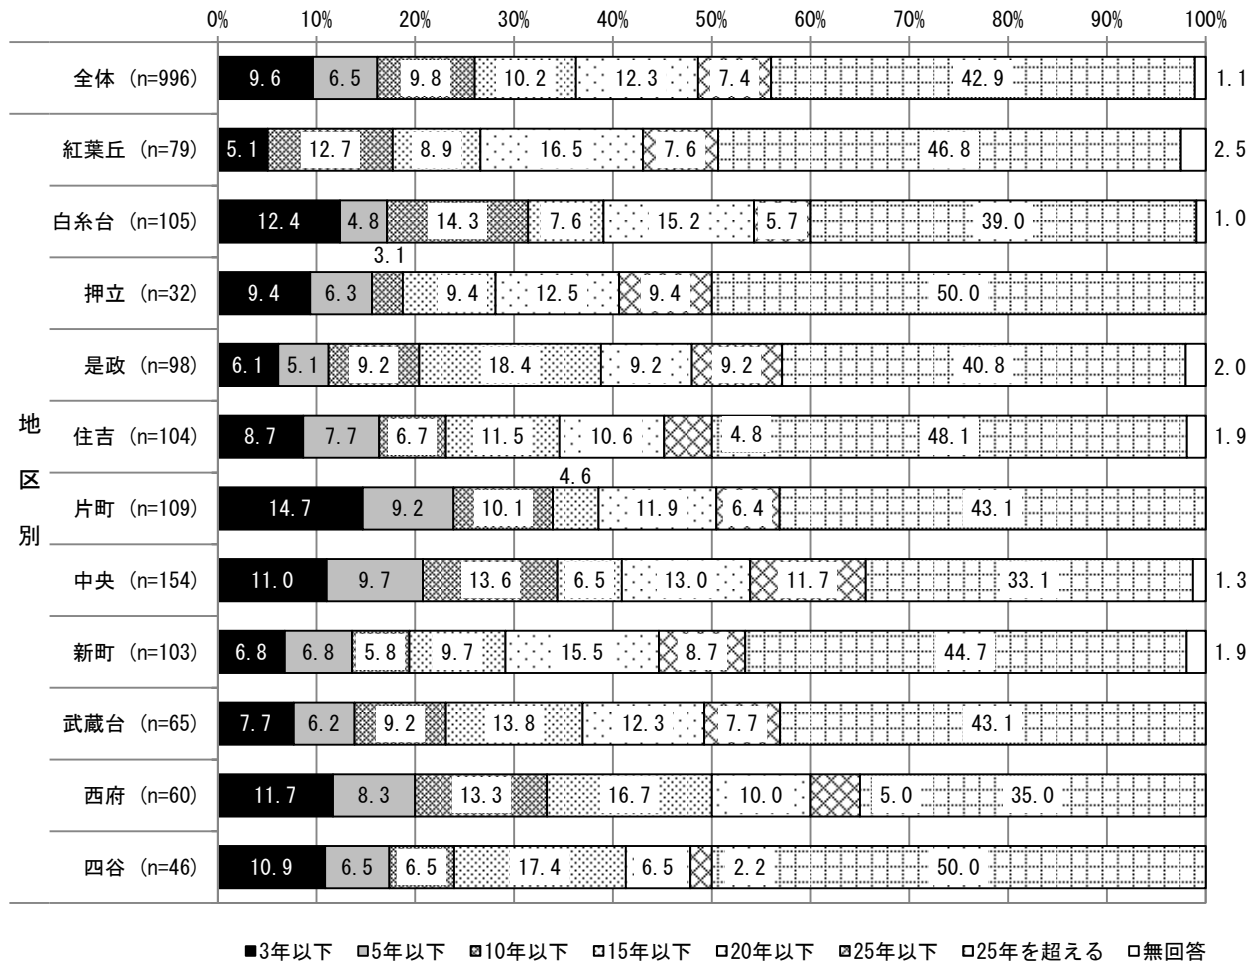 0% 10% 20% 30% 40% 50% 60% 70% 80% 90% 100%
全体 (n=996) 9.6 6.5 9.8 10.2 12.3 7.4 42.9 1.1
紅葉丘 (n=79) 5.1 12.7 8.9 16.5 7.6 46.8 2.5
白糸台 (n=105) 12.4 4.8 14.3 7.6 15.2 5.7 39.0 1.0
3.1
押立 (n=32) 9.4 6.3 9.4 12.5 9.4 50.0
是政 (n=98) 6.1 5.1 9.2 18.4 9.2 9.2 40.8 2.0
住吉 (n=104) 8.7 7.7 6.7 11.5 10.6 4.8 48.1 1.9
4.6
片町 (n=109) 14.7 9.2 10.1 11.9 6.4 43.1
中央 (n=154) 11.0 9.7 13.6 6.5 13.0 11.7 33.1 1.3
新町 (n=103) 6.8 6.8 5.8 9.7 15.5 8.7 44.7 1.9
武蔵台 (n=65) 7.7 6.2 9.2 13.8 12.3 7.7 43.1
西府 (n=60) 11.7 8.3 13.3 16.7 10.0 5.0 35.0
四谷 (n=46) 10.9 6.5 6.5 17.4 6.5 2.2 50.0
地区別
3年以下 5年以下 10年以下 15年以下 20年以下 25年以下 25年を超える 無回答